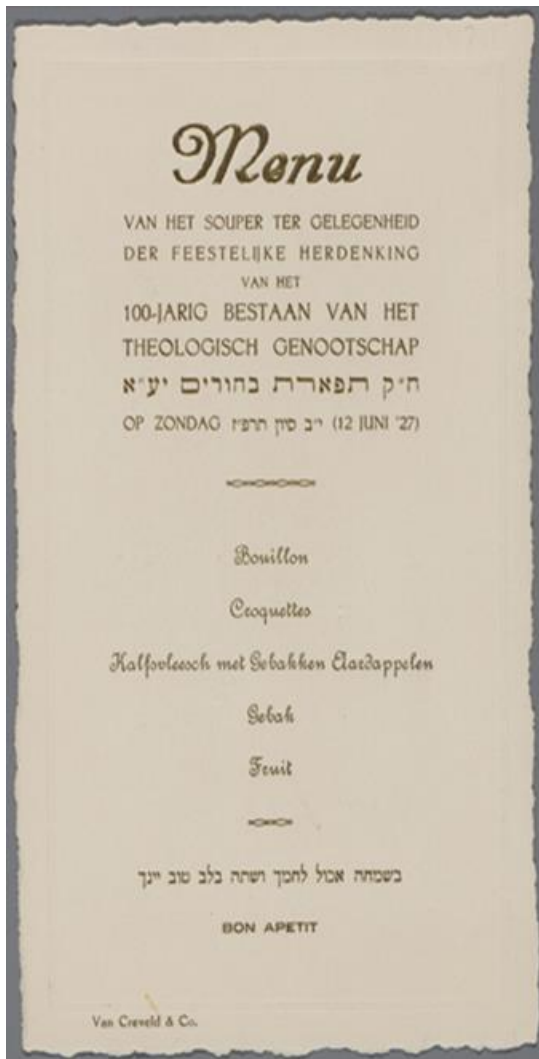 Menu
VAN HET SOUPER TER GELEGENHEID
DER FEESTELIJKE HERDENKING
VAN HET
100-JARIG BESTAAN VAN HET
THEOLOGISCH GENOOTSCHAP
ח״ק תפארת בחורים יע״א
OP ZONDAG י״ב סיון תרפ״ז (12 JUNI '27)
Bouillon
Croquettes
Kalfsvleesch met Gebakken Aardappelen
Gebak
Fruit
בשמחה אכול לחמך ושתה בלב טוב יינך
BON APETIT
Van Creveld & Co.